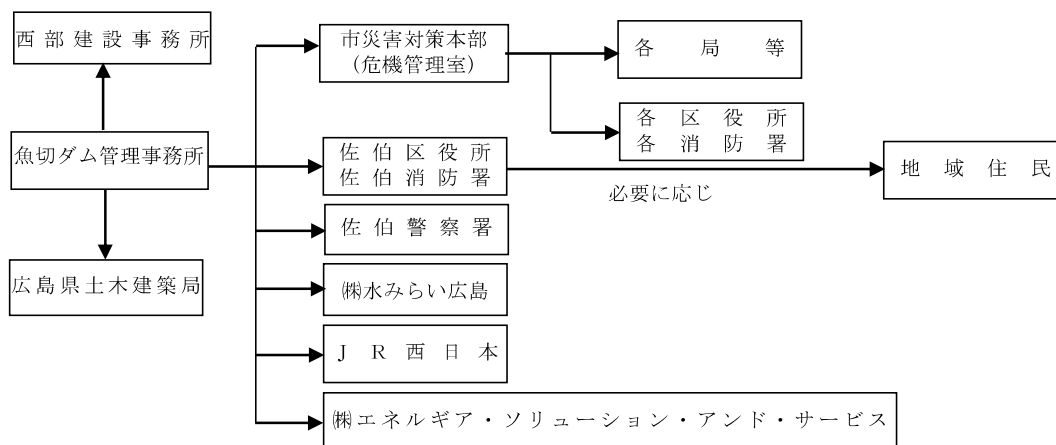 西部建設事務所
市災害対策本部
(危機管理室)
各局等
各区役所
各消防署
魚切ダム管理事務所
佐伯区役所
佐伯消防署
必要に応じ
地域住民
佐伯警察署
広島県土木建築局
㈱水みらい広島
JR西日本
㈱エネルギア・ソリューション・アンド・サービス